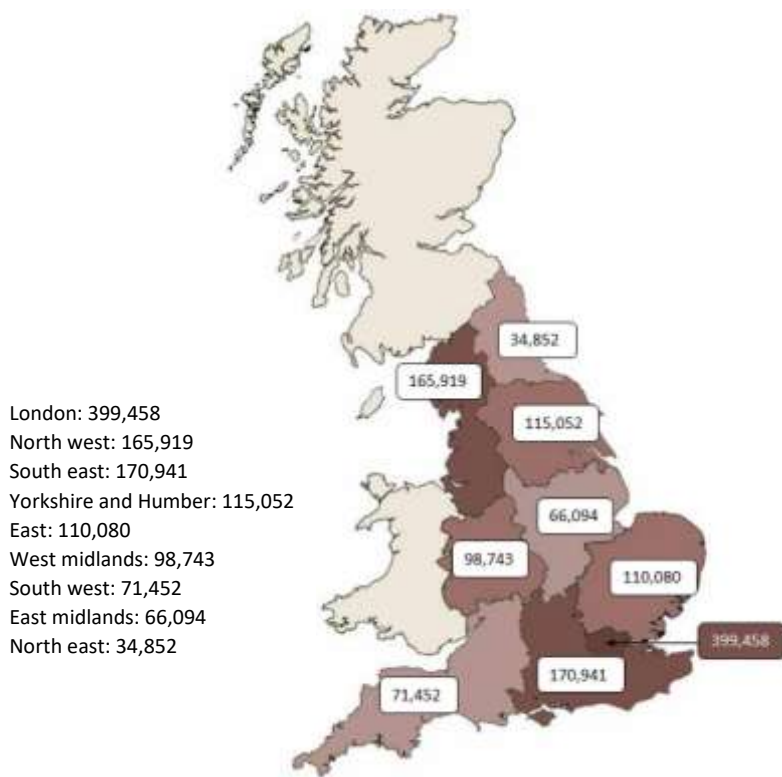 London: 399,458
North west: 165,919
South east: 170,941
Yorkshire and Humber: 115,052
East: 110,080
West midlands: 98,743
South west: 71,452
East midlands: 66,094
North east: 34,852
34,852
165,919
115,052
66,094
98,743
110,080
399,458
170,941
71,452